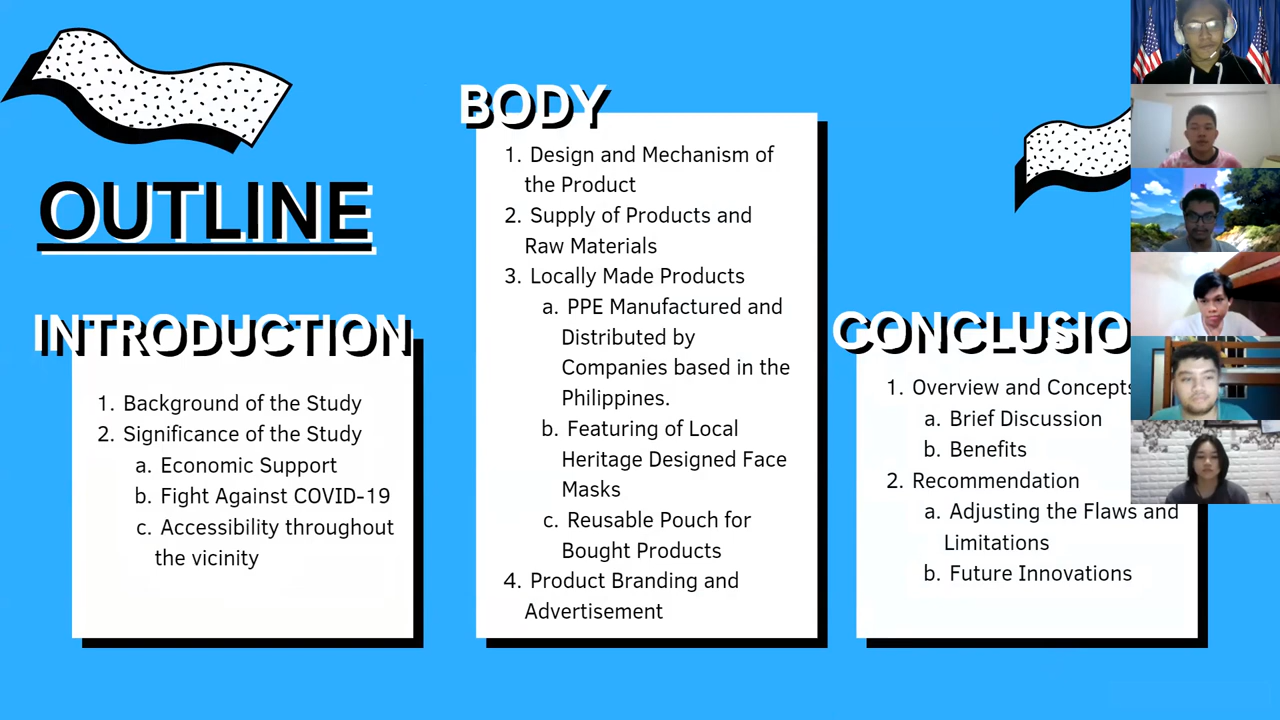 OUTLINE
INTRODUCTION
1. Background of the Study
2. Significance of the Study
a. Economic Support
b. Fight Against COVID-19
c. Accessibility throughout
the vicinity
BODY
1. Design and Mechanism of
the Product
2. Supply of Products and
Raw Materials
3. Locally Made Products
a. PPE Manufactured and
Distributed by
Companies based in the
Philippines.
b. Featuring of Local
Heritage Designed Face
Masks
c. Reusable Pouch for
Bought Products
4. Product Branding and
Advertisement
CONCLUSIO
1. Overview and Concepts
a. Brief Discussion
b. Benefits
2. Recommendation
a. Adjusting the Flaws and
Limitations
b. Future Innovations